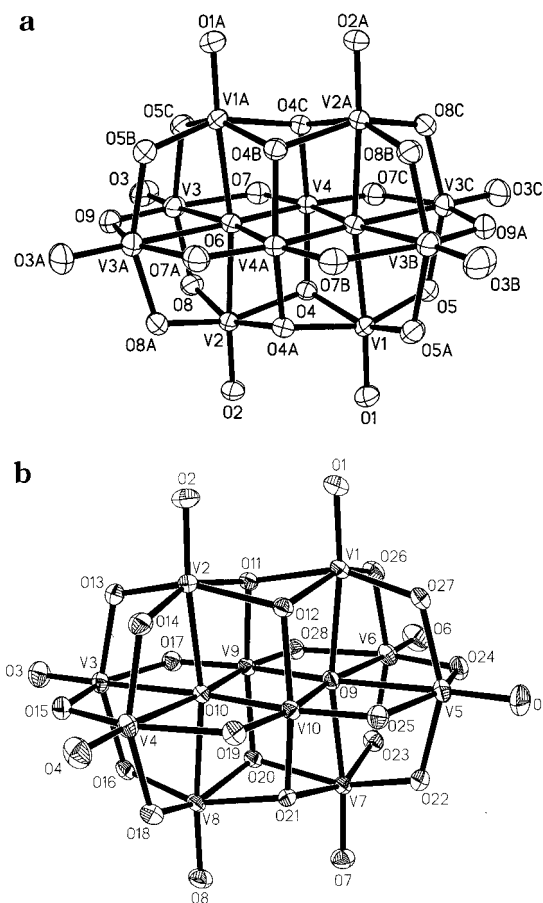 a
O1A O2A
V1A V2A
O5C O4C O8C
O5B O4B O8B
O3 V3 O7 V4 O7C V3C O3C
O9 O6 O9A
O3A V3A O7A V4A O7B V3B O3B
O8 O4 O5
O8A V2 O4A V1 O5A
O2 O1
b
O2 O1
V2 O11 V1 O26
O13 O14 O12 O27
O17 O28 V6 O6
O3 V3 V9 O24
O15 O10 O9 V5 O
V4 O19 V10 O25
O4 O16 O20 O23
O18 V8 O21 V7 O22
O8 O7